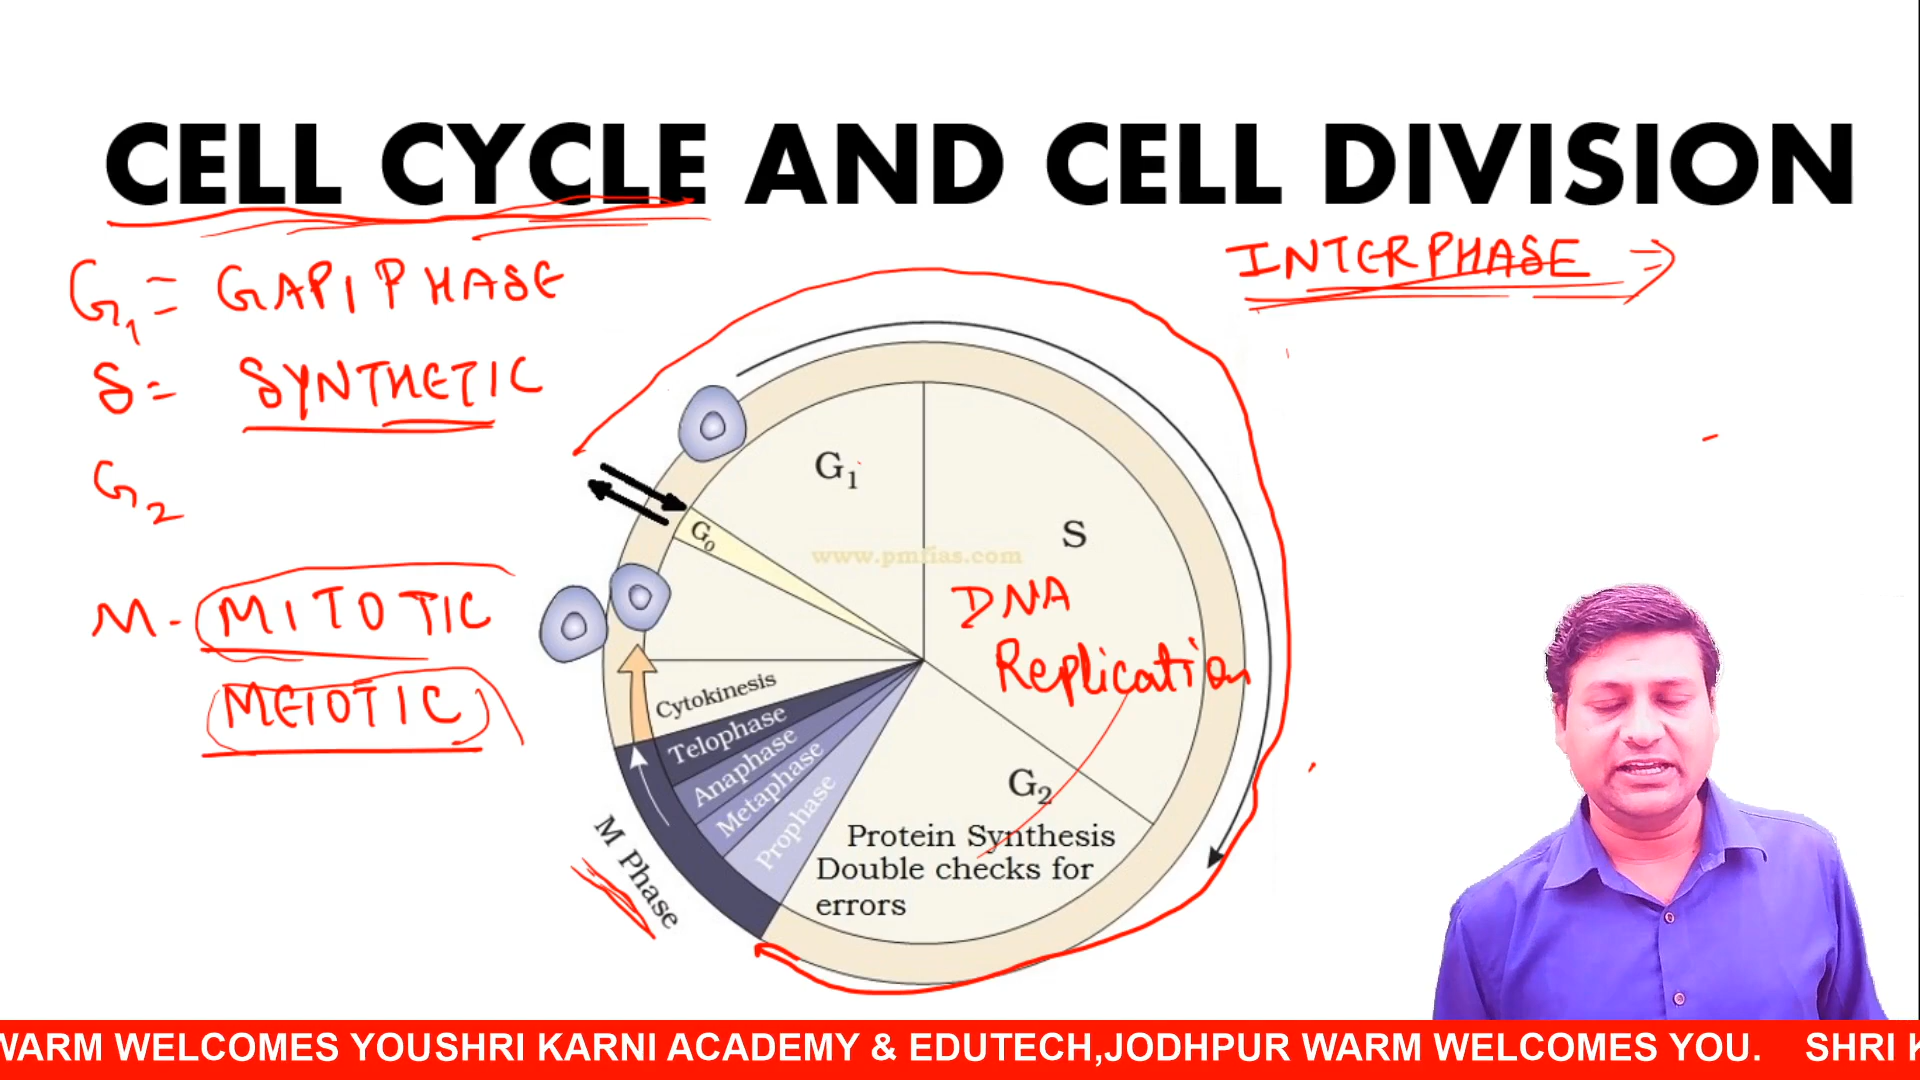 CELL CYCLE AND CELL DIVISION
INTERPHASE
G1 = GAP1 PHASE
S = SYNTHETIC
G2
M - MITOTIC
MEIOTIC
G1
S
G0
www.pmfias.com
DNA
Replication
Cytokinesis
Telophase
Anaphase
Metaphase
Prophase
M Phase
G2
Protein Synthesis
Double checks for
errors
WARM WELCOMES YOUSHRI KARNI ACADEMY & EDUTECH,JODHPUR WARM WELCOMES YOU. SHRI K